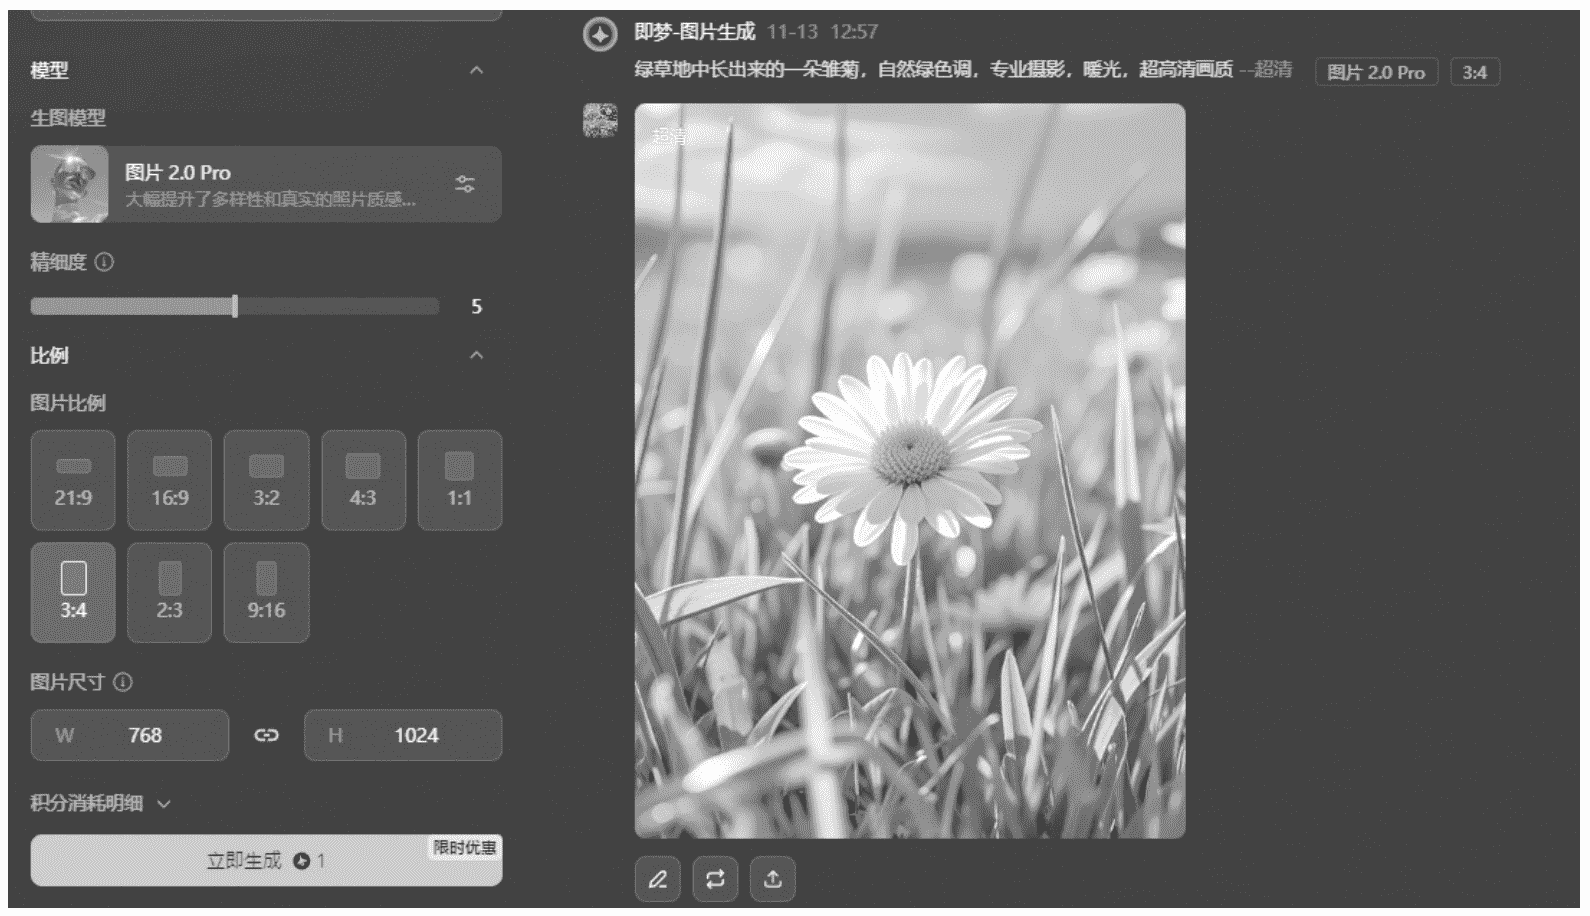 模型
生图模型
图片 2.0 Pro
大幅提升了多样性和真实的照片质感...
精细度
5
比例
图片比例
21:9
16:9
3:2
4:3
1:1
3:4
2:3
9:16
图片尺寸
W 768
H 1024
积分消耗明细
限时优惠
立即生成 1
即梦-图片生成 11-13 12:57
绿草地中长出来的一朵雏菊，自然绿色调，专业摄影，暖光，超高清画质 --超清 图片 2.0 Pro 3:4
超清